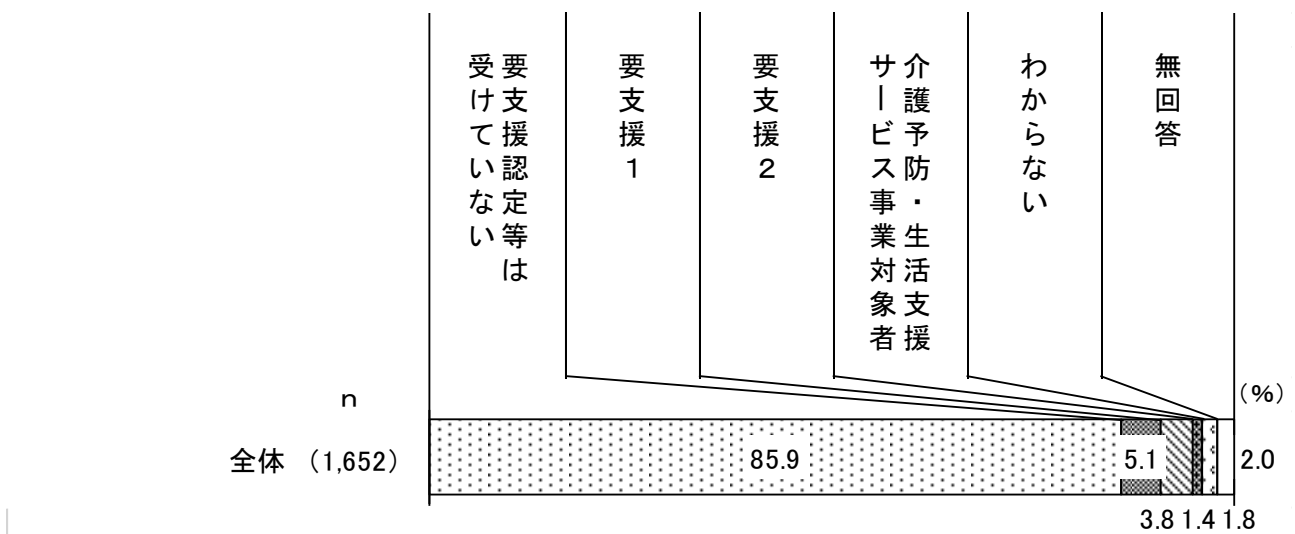 要支援認定等は
受けていない
要支援1
要支援2
介護予防・生活支援
サービス事業対象者
わからない
無回答
n
(%)
全体 (1,652)
85.9
5.1
2.0
3.8
1.4
1.8